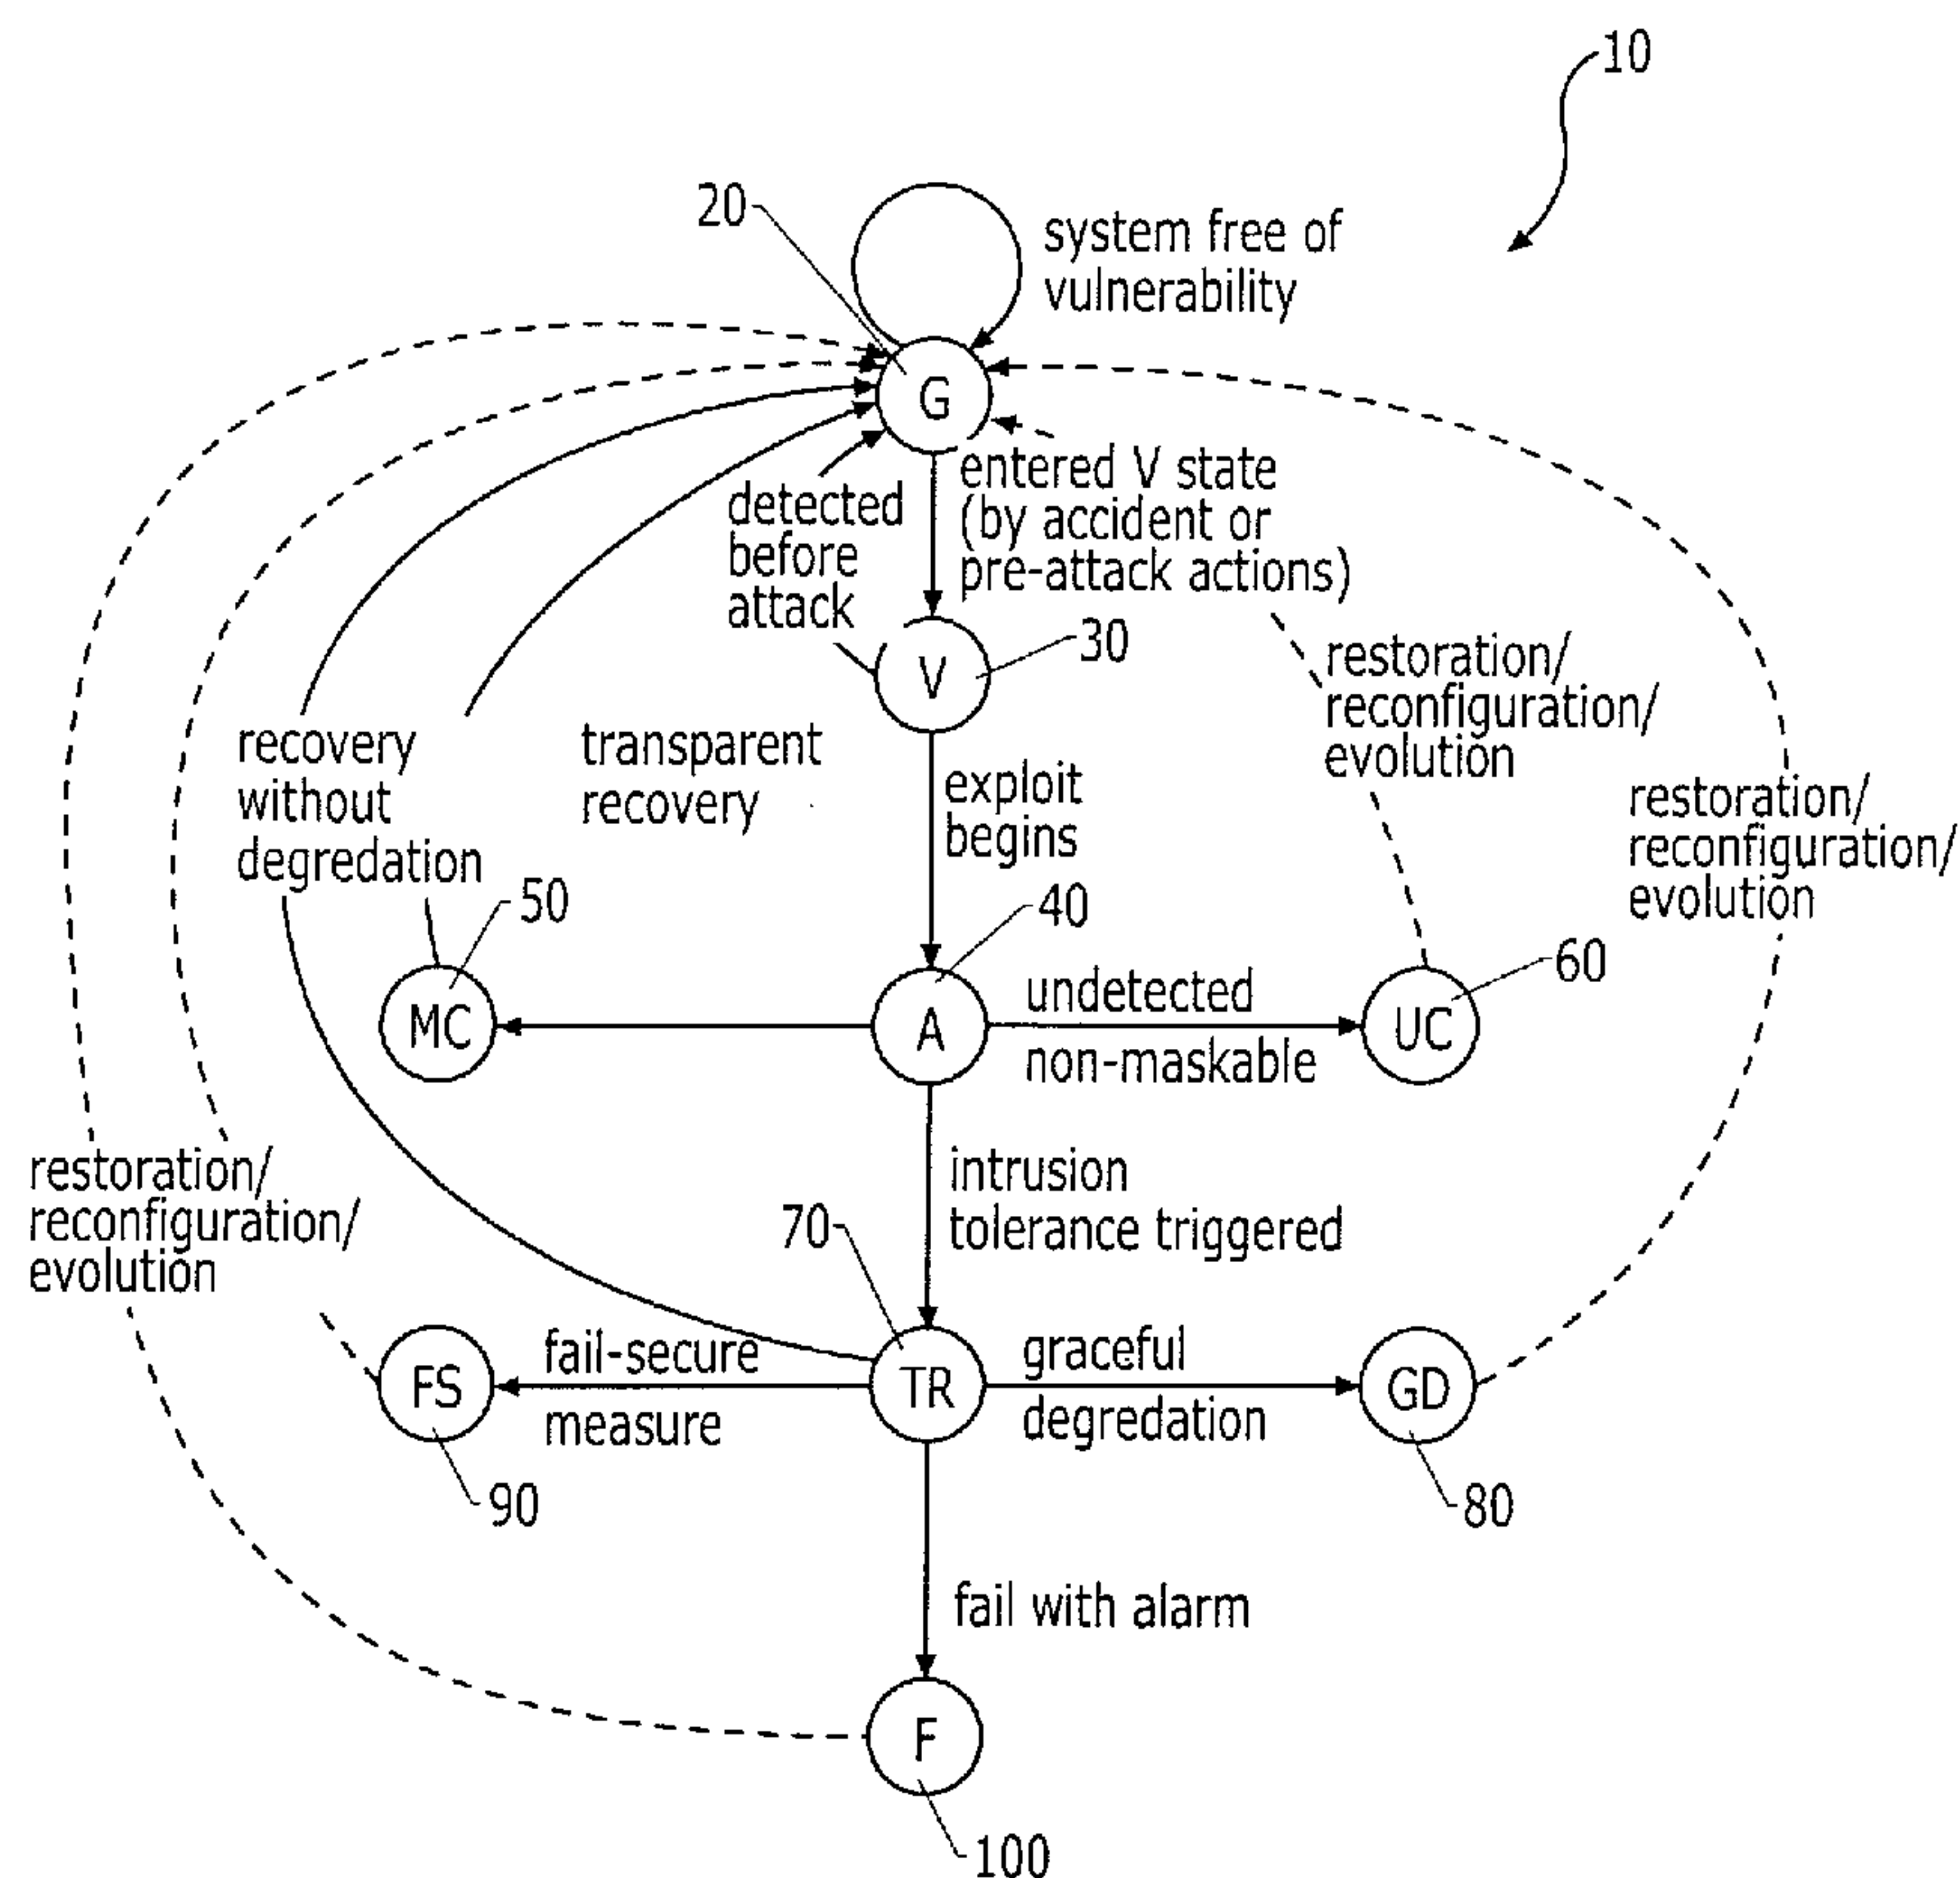 10
20
system free of
vulnerability
G
entered V state
(by accident or
pre-attack actions)
detected
before
attack
30
V
restoration/
reconfiguration/
evolution
recovery
without
degredation
transparent
recovery
exploit
begins
restoration/
reconfiguration/
evolution
50
40
60
MC
A
undetected
non-maskable
UC
restoration/
reconfiguration/
evolution
intrusion
tolerance triggered
70
FS
fail-secure
measure
TR
graceful
degredation
GD
90
80
fail with alarm
F
100